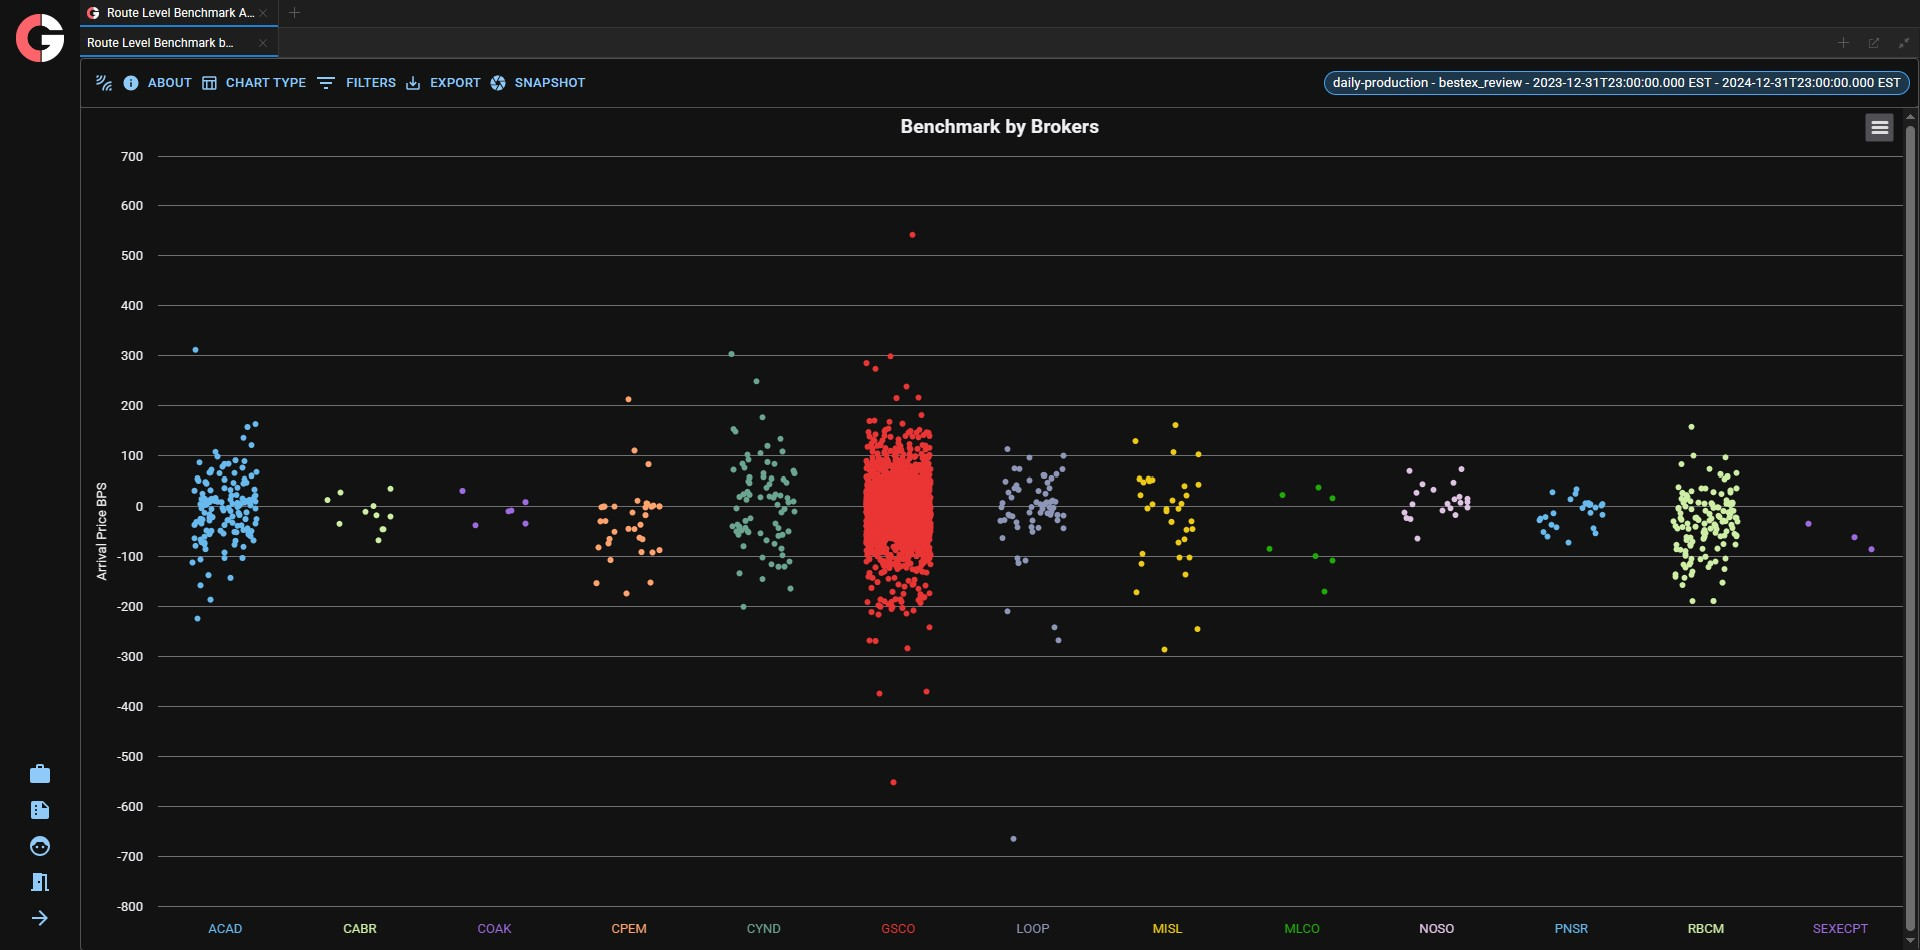 Route Level Benchmark A...
Route Level Benchmark b...
ABOUT CHART TYPE FILTERS EXPORT SNAPSHOT
daily-production - bestex_review - 2023-12-31T23:00:00.000 EST - 2024-12-31T23:00:00.000 EST
Benchmark by Brokers
Arrival Price BPS
700
600
500
400
300
200
100
0
-100
-200
-300
-400
-500
-600
-700
-800
ACAD CABR COAK CPEM CYND GSCO LOOP MISL MLCO NOSO PNSR RBCM SEXECPT